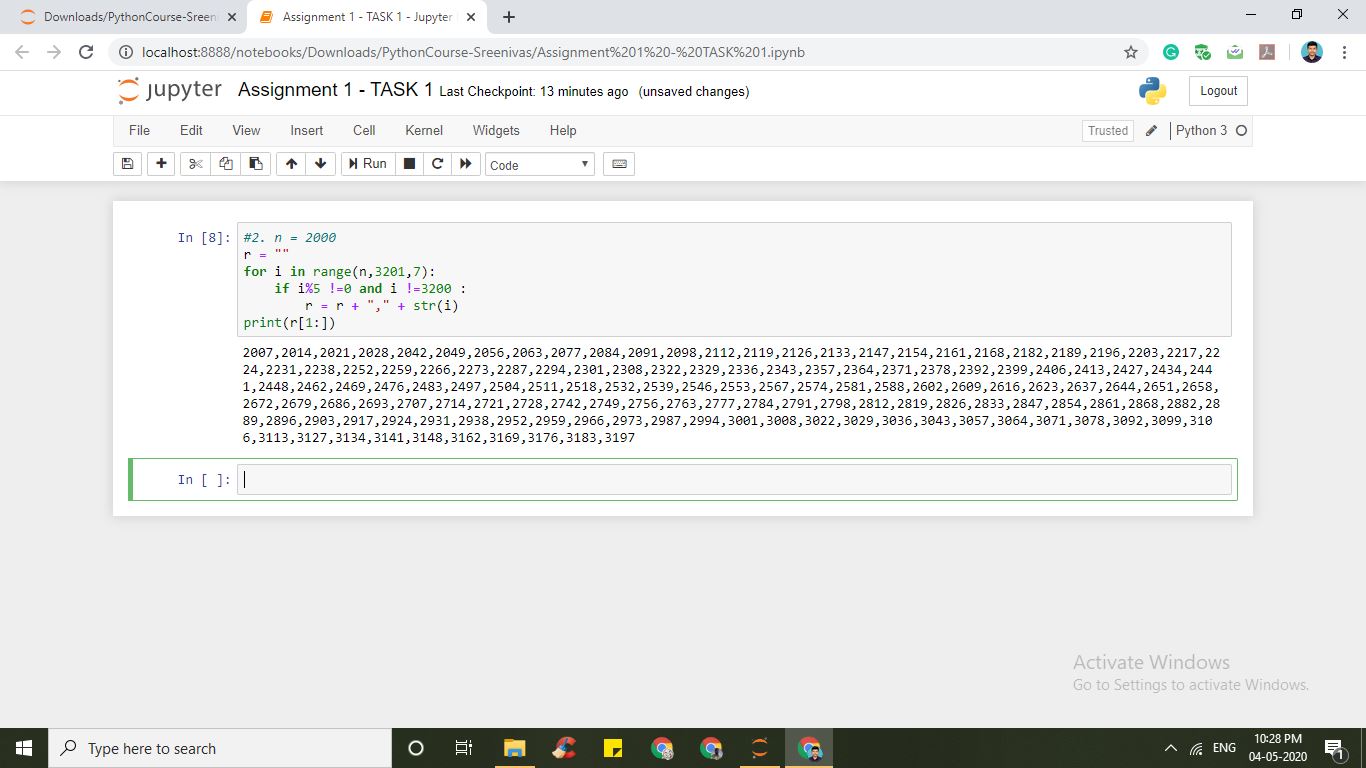 Downloads/PythonCourse-Sreeni
Assignment 1 - TASK 1 - Jupyter
localhost:8888/notebooks/Downloads/PythonCourse-Sreenivas/Assignment%201%20-%20TASK%201.ipynb
jupyter Assignment 1 - TASK 1 Last Checkpoint: 13 minutes ago (unsaved changes)
Logout
File Edit View Insert Cell Kernel Widgets Help
Trusted Python 3
Run Code
In [8]: #2. n = 2000
r = ""
for i in range(n,3201,7):
    if i%5 !=0 and i !=3200 :
        r = r + "," + str(i)
print(r[1:])
2007,2014,2021,2028,2042,2049,2056,2063,2077,2084,2091,2098,2112,2119,2126,2133,2147,2154,2161,2168,2182,2189,2196,2203,2217,22
24,2231,2238,2252,2259,2266,2273,2287,2294,2301,2308,2322,2329,2336,2343,2357,2364,2371,2378,2392,2399,2406,2413,2427,2434,244
1,2448,2462,2469,2476,2483,2497,2504,2511,2518,2532,2539,2546,2553,2567,2574,2581,2588,2602,2609,2616,2623,2637,2644,2651,2658,
2672,2679,2686,2693,2707,2714,2721,2728,2742,2749,2756,2763,2777,2784,2791,2798,2812,2819,2826,2833,2847,2854,2861,2868,2882,28
89,2896,2903,2917,2924,2931,2938,2952,2959,2966,2973,2987,2994,3001,3008,3022,3029,3036,3043,3057,3064,3071,3078,3092,3099,310
6,3113,3127,3134,3141,3148,3162,3169,3176,3183,3197
In [ ]:
Activate Windows
Go to Settings to activate Windows.
Type here to search
ENG
10:28 PM
04-05-2020
1